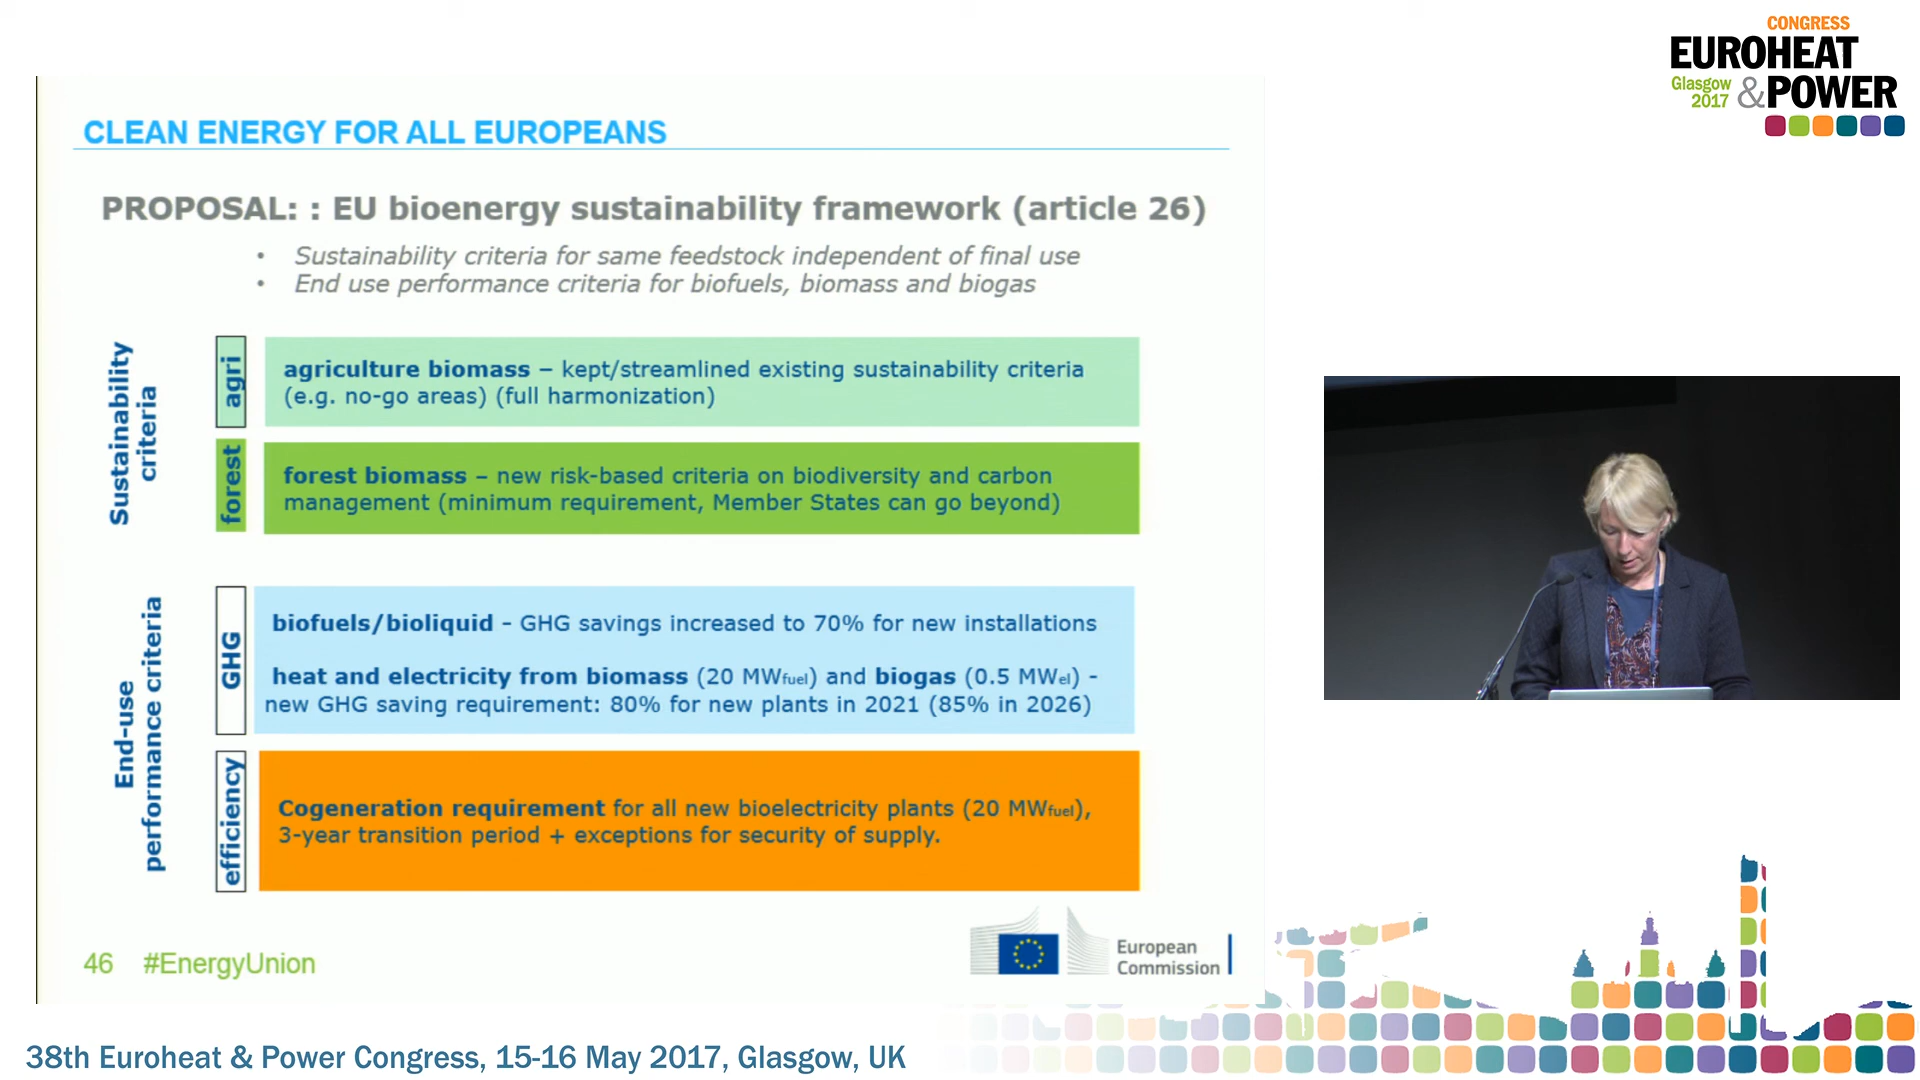 CONGRESS
EUROHEAT
Glasgow
2017
&POWER
CLEAN ENERGY FOR ALL EUROPEANS
PROPOSAL: : EU bioenergy sustainability framework (article 26)
• Sustainability criteria for same feedstock independent of final use
• End use performance criteria for biofuels, biomass and biogas
Sustainability
criteria
agri
agriculture biomass – kept/streamlined existing sustainability criteria
(e.g. no-go areas) (full harmonization)
forest
forest biomass – new risk-based criteria on biodiversity and carbon
management (minimum requirement, Member States can go beyond)
End-use
performance criteria
GHG
biofuels/bioliquid - GHG savings increased to 70% for new installations
heat and electricity from biomass (20 MWfuel) and biogas (0.5 MWel) -
new GHG saving requirement: 80% for new plants in 2021 (85% in 2026)
efficiency
Cogeneration requirement for all new bioelectricity plants (20 MWfuel),
3-year transition period + exceptions for security of supply.
46 #EnergyUnion
European
Commission
38th Euroheat & Power Congress, 15-16 May 2017, Glasgow, UK